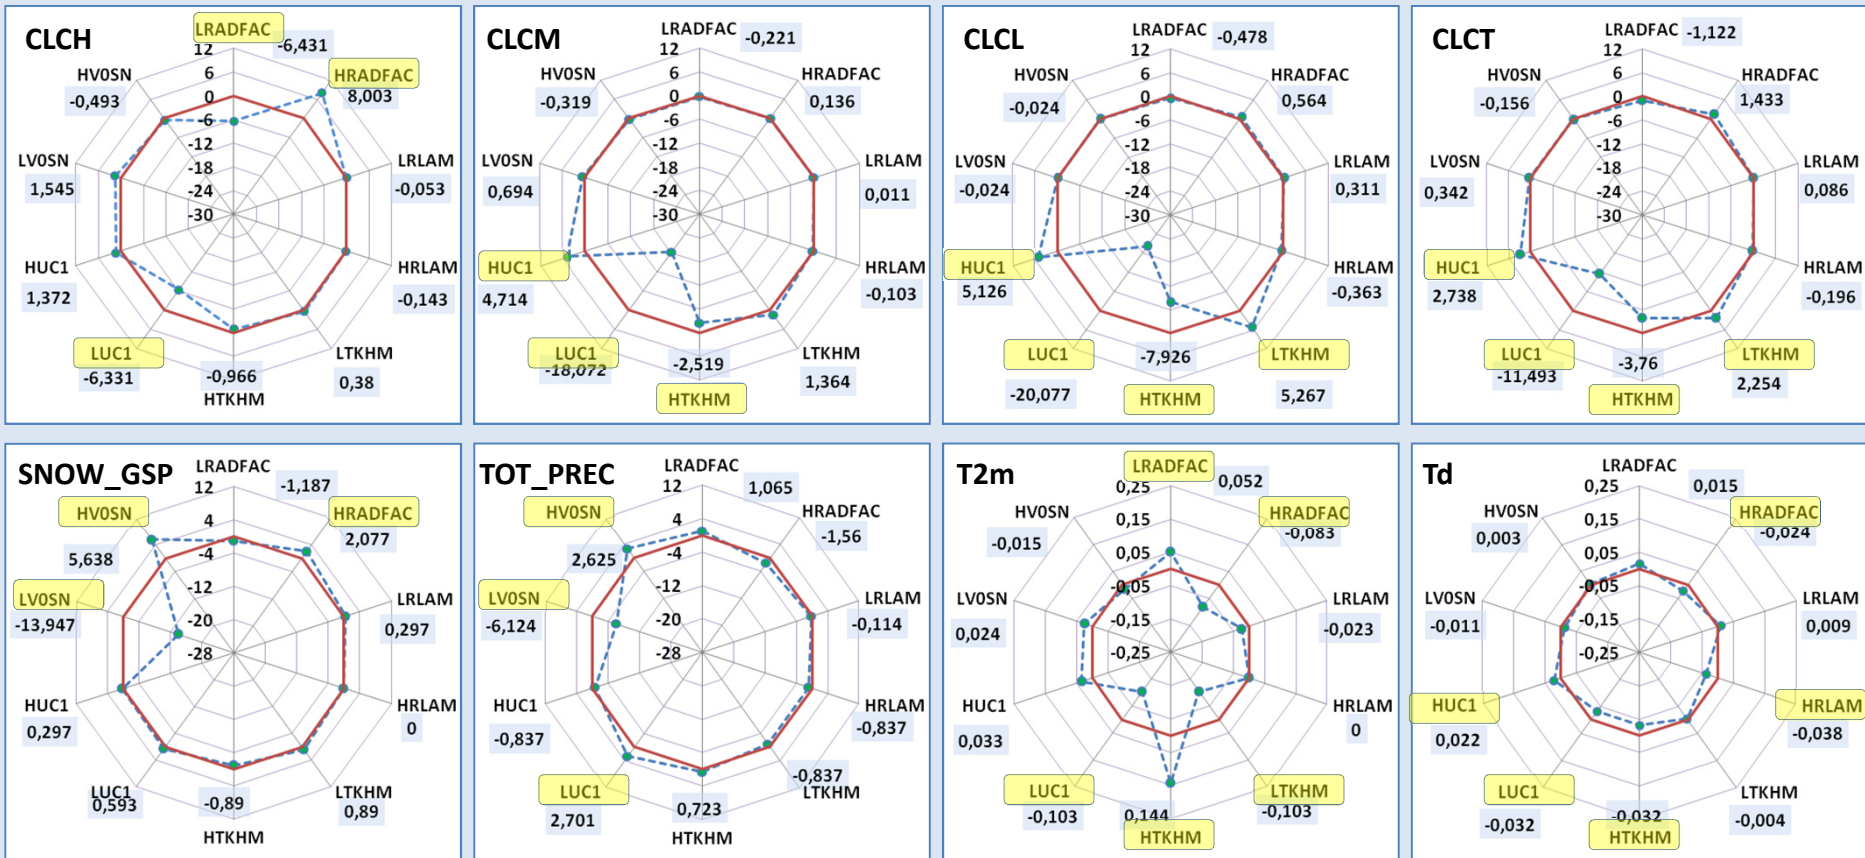 CLCH
LRADFAC
-6,431
HRADFAC
8,003
LRLAM
-0,053
HRLAM
-0,143
LTKHM
0,38
-0,966
HTKHM
LUC1
-6,331
HUC1
1,372
LV0SN
1,545
HV0SN
-0,493
12
6
0
-6
-12
-18
-24
-30
CLCM
LRADFAC
-0,221
HRADFAC
0,136
LRLAM
0,011
HRLAM
-0,103
LTKHM
1,364
-2,519
HTKHM
LUC1
-18,072
HUC1
4,714
LV0SN
0,694
HV0SN
-0,319
12
6
0
-6
-12
-18
-24
-30
CLCL
LRADFAC
-0,478
HRADFAC
0,564
LRLAM
0,311
HRLAM
-0,363
LTKHM
5,267
-7,926
HTKHM
LUC1
-20,077
HUC1
5,126
LV0SN
-0,024
HV0SN
-0,024
12
6
0
-6
-12
-18
-24
-30
CLCT
LRADFAC
-1,122
HRADFAC
1,433
LRLAM
0,086
HRLAM
-0,196
LTKHM
2,254
-3,76
HTKHM
LUC1
-11,493
HUC1
2,738
LV0SN
0,342
HV0SN
-0,156
12
6
0
-6
-12
-18
-24
-30
SNOW_GSP
LRADFAC
-1,187
HRADFAC
2,077
LRLAM
0,297
HRLAM
0
LTKHM
0,89
-0,89
HTKHM
LUC1
0,593
HUC1
0,297
LV0SN
-13,947
HV0SN
5,638
12
4
-4
-12
-20
-28
TOT_PREC
LRADFAC
1,065
HRADFAC
-1,56
LRLAM
-0,114
HRLAM
-0,837
-0,837
LTKHM
0,723
HTKHM
LUC1
2,701
HUC1
-0,837
LV0SN
-6,124
HV0SN
2,625
12
4
-4
-12
-20
-28
T2m
LRADFAC
0,052
HRADFAC
-0,083
LRLAM
-0,023
HRLAM
0
LTKHM
-0,103
0,144
HTKHM
LUC1
-0,103
HUC1
0,033
LV0SN
0,024
HV0SN
-0,015
0,25
0,15
0,05
-0,05
-0,15
-0,25
Td
LRADFAC
0,015
HRADFAC
-0,024
LRLAM
0,009
HRLAM
-0,038
LTKHM
-0,004
-0,032
HTKHM
LUC1
-0,032
HUC1
0,022
LV0SN
-0,011
HV0SN
0,003
0,25
0,15
0,05
-0,05
-0,15
-0,25